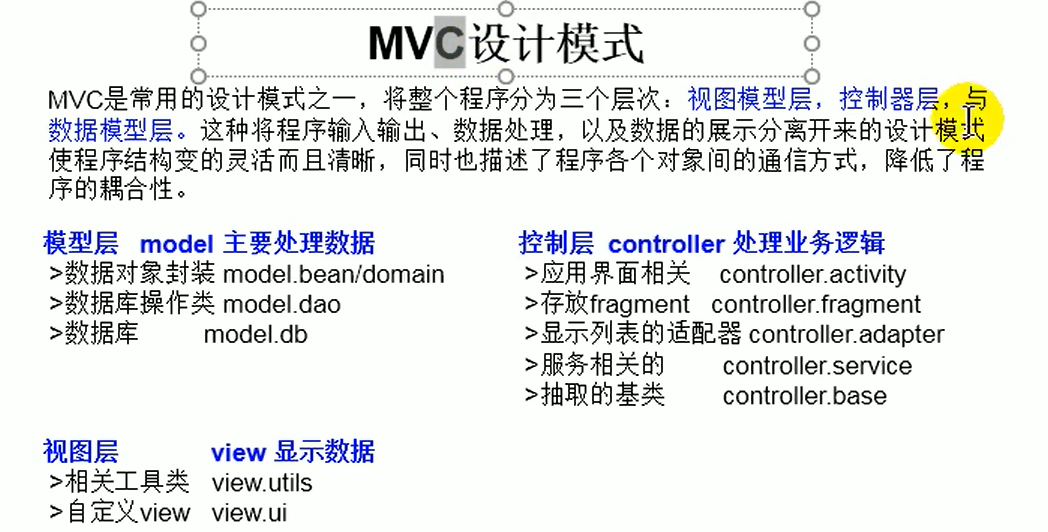 MVC设计模式
MVC是常用的设计模式之一，将整个程序分为三个层次：视图模型层，控制器层，与
数据模型层。这种将程序输入输出、数据处理，以及数据的展示分离开来的设计模式
使程序结构变的灵活而且清晰，同时也描述了程序各个对象间的通信方式，降低了程
序的耦合性。
模型层 model 主要处理数据
>数据对象封装 model.bean/domain
>数据库操作类 model.dao
>数据库 model.db
控制层 controller 处理业务逻辑
>应用界面相关 controller.activity
>存放fragment controller.fragment
>显示列表的适配器 controller.adapter
>服务相关的 controller.service
>抽取的基类 controller.base
视图层 view 显示数据
>相关工具类 view.utils
>自定义view view.ui